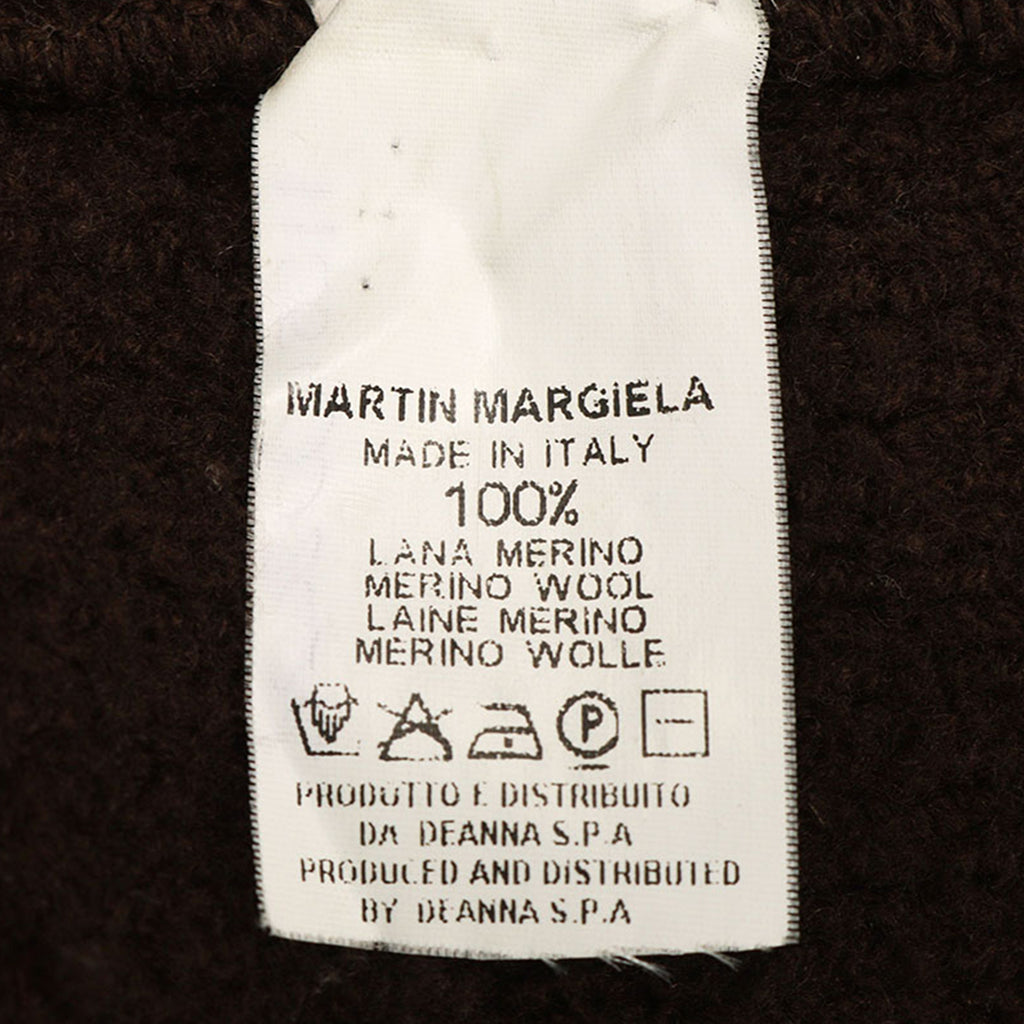 MARTIN MARGIELA
MADE IN ITALY
100%
LANA MERINO
MERINO WOOL
LAINE MERINO
MERINO WOLLE
P
PRODOTTO E DISTRIBUITO
DA DEANNA S.P.A
PRODUCED AND DISTRIBUTED
BY DEANNA S.P.A